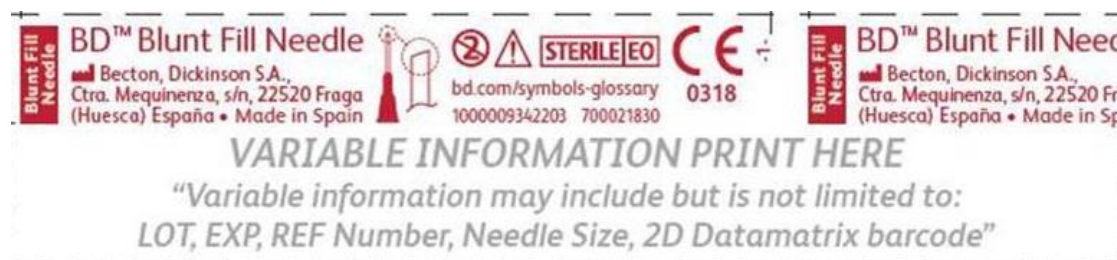 Blunt Fill Needle
BD™ Blunt Fill Needle
Becton, Dickinson S.A.,
Ctra. Mequinenza, s/n, 22520 Fraga
(Huesca) España • Made in Spain
2
STERILE EO
bd.com/symbols-glossary
1000009342203 700021830
CE
0318
-1-
Blunt Fill Needle
BD™ Blunt Fill Need
Becton, Dickinson S.A.,
Ctra. Mequinenza, s/n, 22520 Fr
(Huesca) España • Made in Sp
VARIABLE INFORMATION PRINT HERE
“Variable information may include but is not limited to:
LOT, EXP, REF Number, Needle Size, 2D Datamatrix barcode”